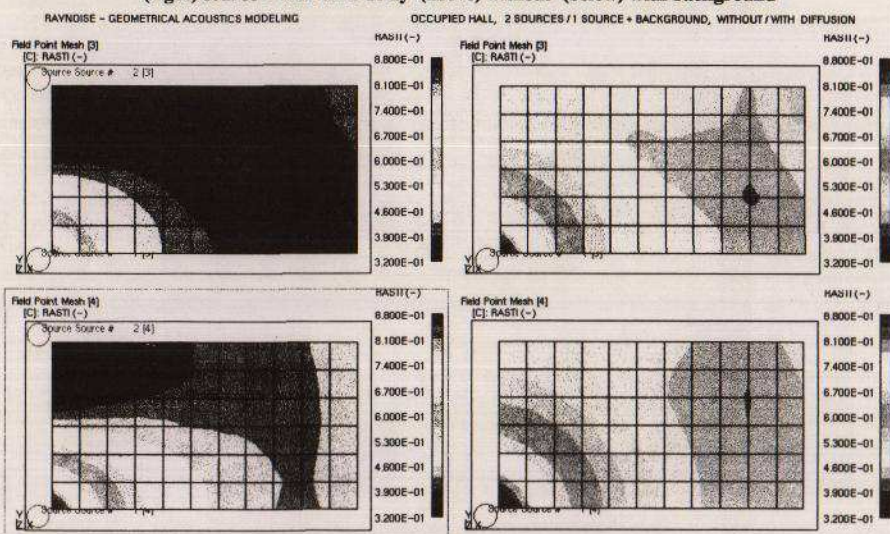 RAYNOISE - GEOMETRICAL ACOUSTICS MODELING
OCCUPIED HALL, 2 SOURCES / 1 SOURCE + BACKGROUND, WITHOUT / WITH DIFFUSION
Field Point Mesh [3]
[C]: RASTI (-)
Source Source # 2 [3]
RASTI (-)
8.800E-01
8.100E-01
7.400E-01
6.700E-01
6.000E-01
5.300E-01
4.600E-01
3.900E-01
3.200E-01
Y
Z X
Field Point Mesh [3]
[C]: RASTI (-)
RASTI (-)
8.800E-01
8.100E-01
7.400E-01
6.700E-01
6.000E-01
5.300E-01
4.600E-01
3.900E-01
3.200E-01
Y
Z X
Field Point Mesh [4]
[C]: RASTI (-)
Source Source # 2 [4]
RASTI (-)
8.800E-01
8.100E-01
7.400E-01
6.700E-01
6.000E-01
5.300E-01
4.600E-01
3.900E-01
3.200E-01
Y
Z X
Source Source # 1 [4]
Field Point Mesh [4]
[C]: RASTI (-)
RASTI (-)
8.800E-01
8.100E-01
7.400E-01
6.700E-01
6.000E-01
5.300E-01
4.600E-01
3.900E-01
3.200E-01
Y
Z X
Source Source # 1 [4]